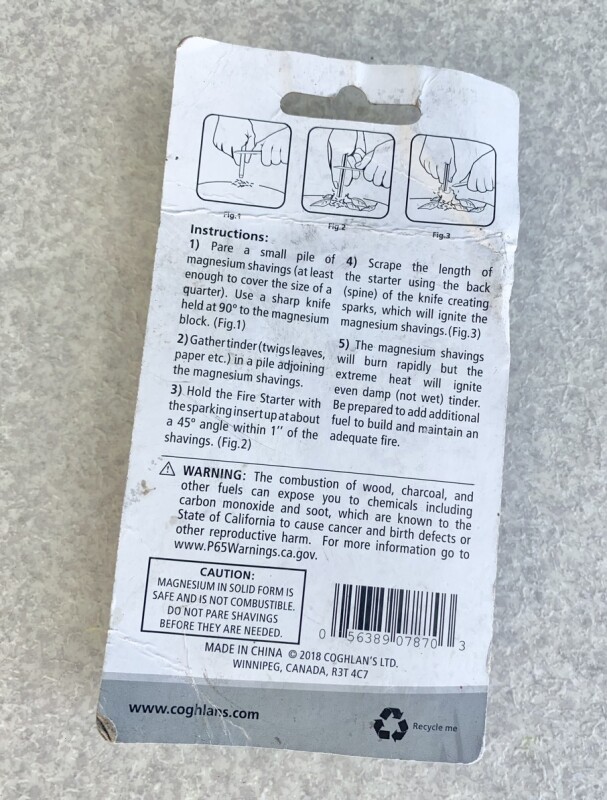 Fig.1
Fig.2
Fig.3
Instructions:
1) Pare a small pile of
magnesium shavings (at least
enough to cover the size of a
quarter). Use a sharp knife
held at 90° to the magnesium
block. (Fig.1)
2) Gather tinder (twigs leaves,
paper etc.) in a pile adjoining
the magnesium shavings.
3) Hold the Fire Starter with
the sparking insert up at about
a 45° angle within 1" of the
shavings. (Fig.2)
4) Scrape the length of
the starter using the back
(spine) of the knife creating
sparks, which will ignite the
magnesium shavings. (Fig.3)
5) The magnesium shavings
will burn rapidly but the
extreme heat will ignite
even damp (not wet) tinder.
Be prepared to add additional
fuel to build and maintain an
adequate fire.
WARNING: The combustion of wood, charcoal, and
other fuels can expose you to chemicals including
carbon monoxide and soot, which are known to the
State of California to cause cancer and birth defects or
other reproductive harm. For more information go to
www.P65Warnings.ca.gov.
CAUTION:
MAGNESIUM IN SOLID FORM IS
SAFE AND IS NOT COMBUSTIBLE.
DO NOT PARE SHAVINGS
BEFORE THEY ARE NEEDED.
0 56389 07870 3
MADE IN CHINA © 2018 COGHLAN'S LTD.
WINNIPEG, CANADA, R3T 4C7
www.coghlans.com
Recycle me